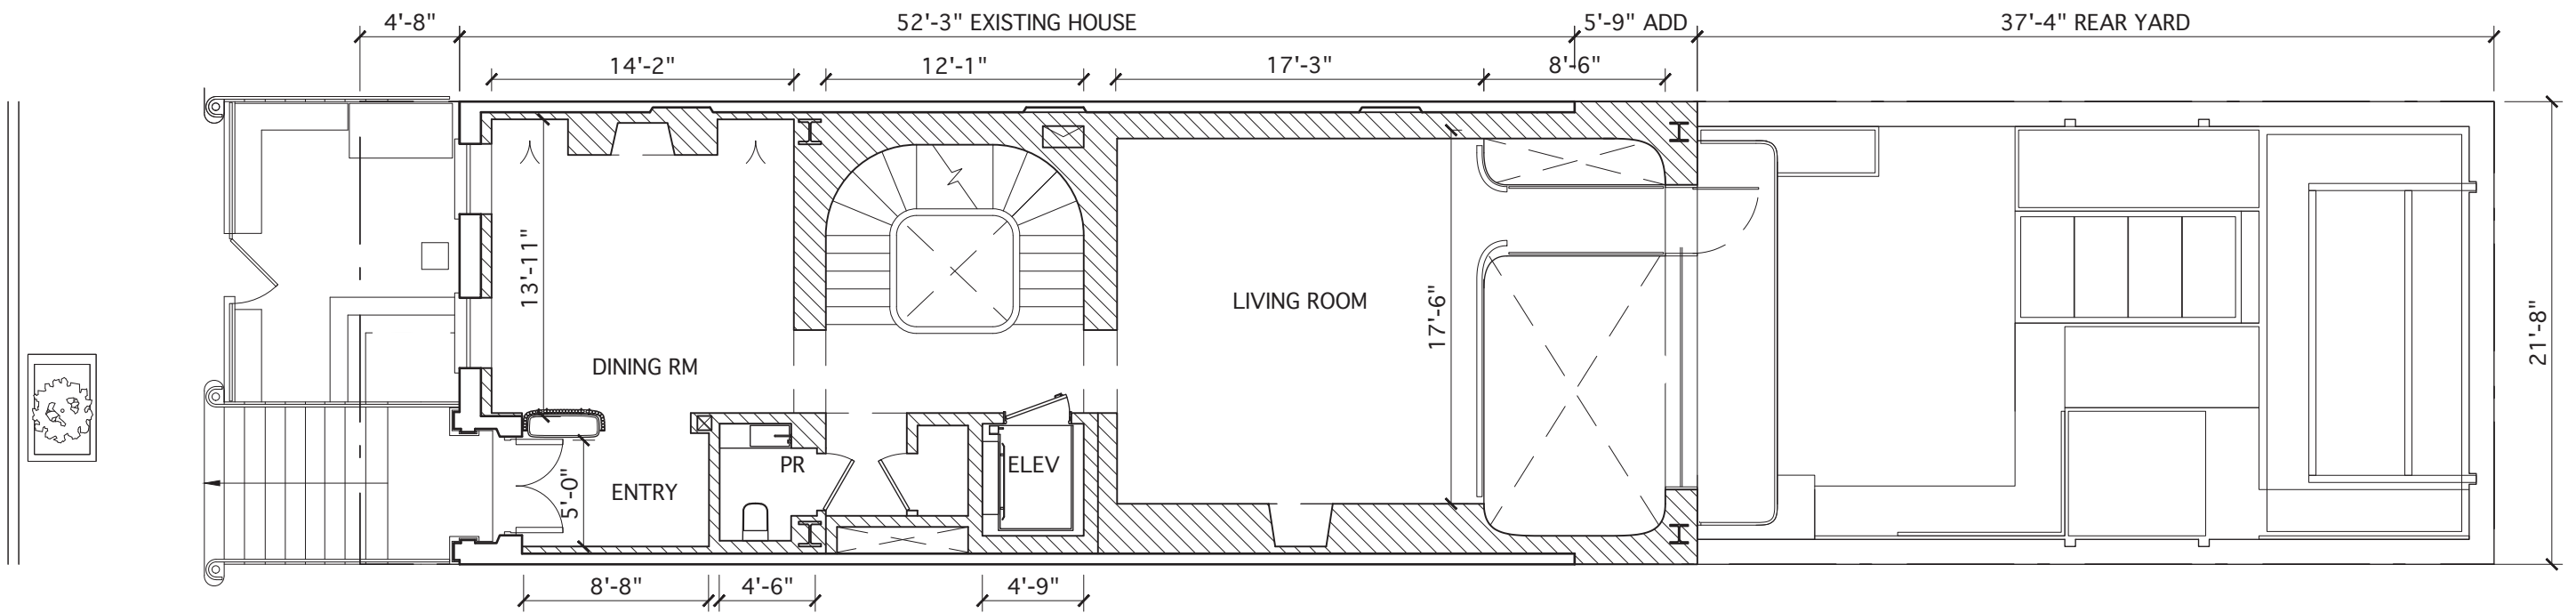 4'-8"
52'-3" EXISTING HOUSE
5'-9" ADD
37'-4" REAR YARD
14'-2"
12'-1"
17'-3"
8'-6"
13'-11"
17'-6"
21'-8"
LIVING ROOM
DINING RM
PR
ELEV
ENTRY
5'-0"
8'-8"
4'-6"
4'-9"